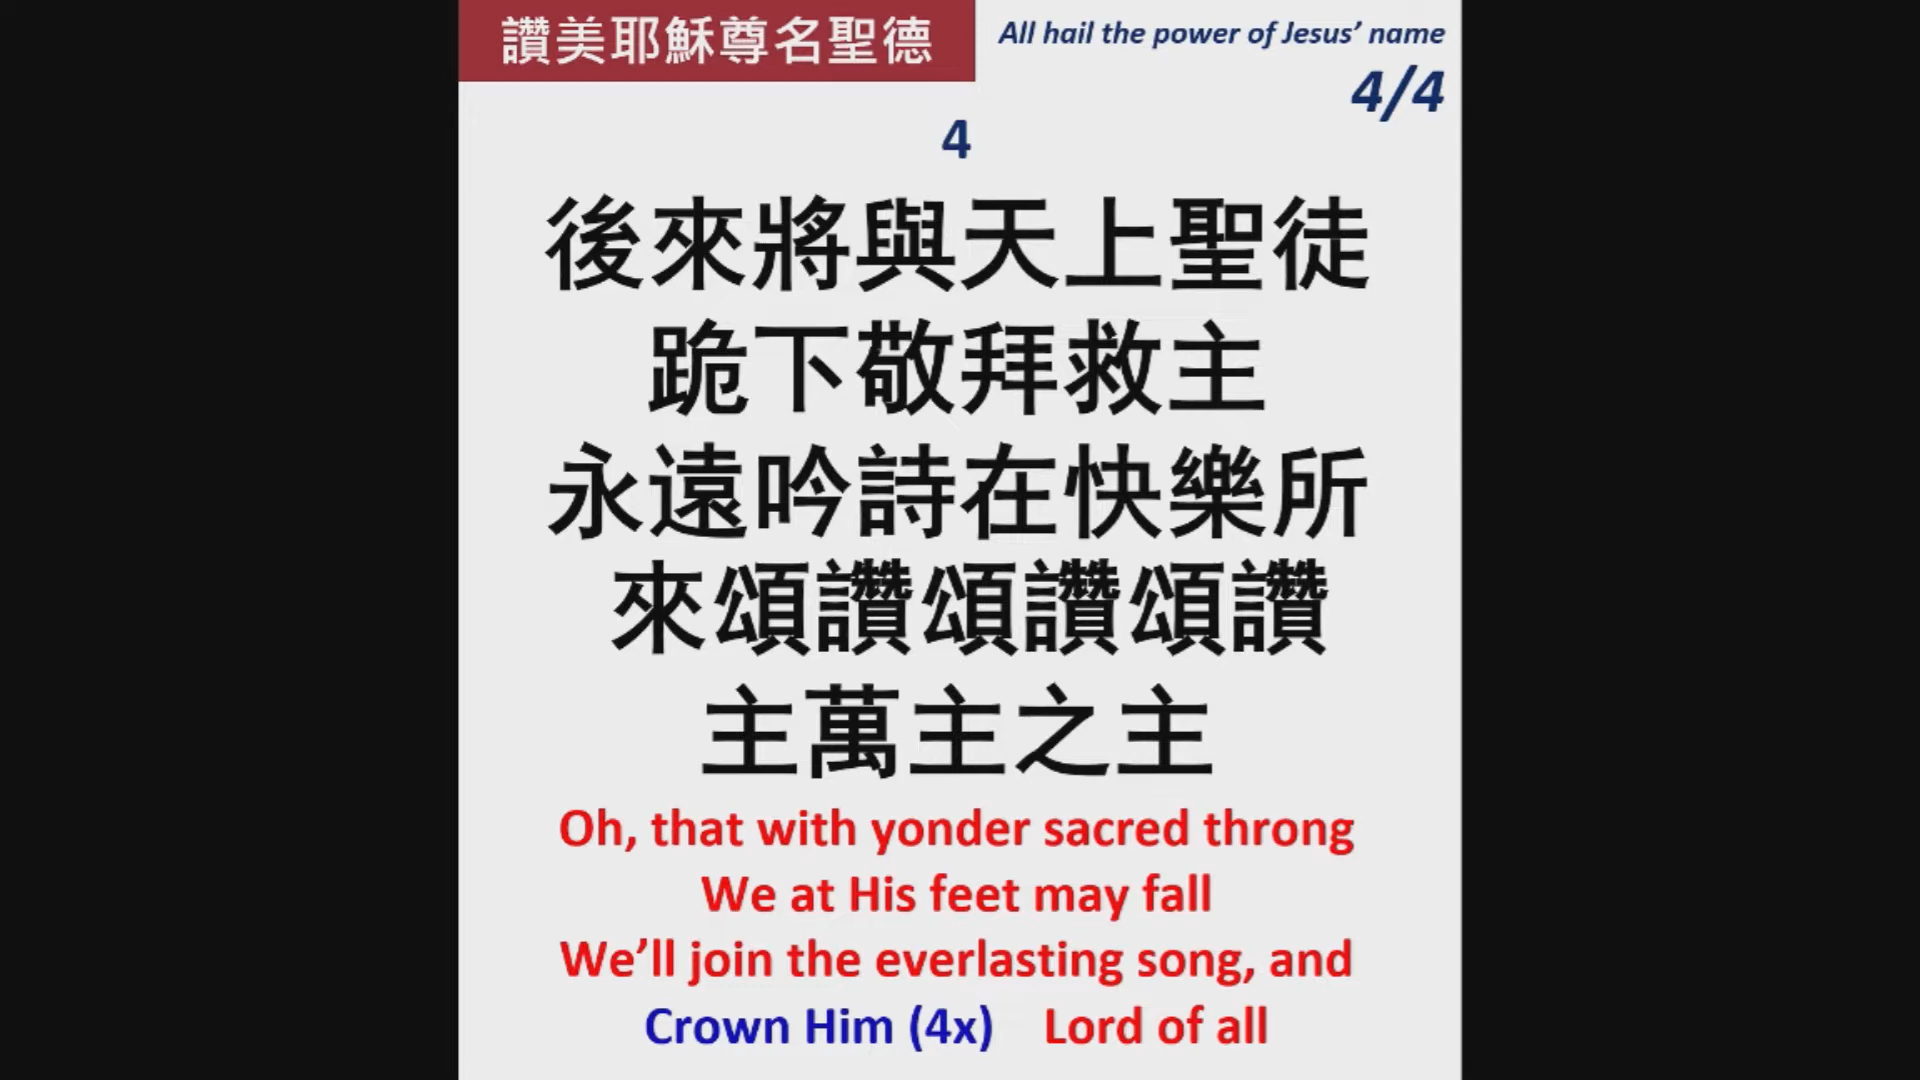 讚美耶穌尊名聖德
All hail the power of Jesus’ name
4/4
4
後來將與天上聖徒
跪下敬拜救主
永遠吟詩在快樂所
來頌讚頌讚頌讚
主萬主之主
Oh, that with yonder sacred throng
We at His feet may fall
We’ll join the everlasting song, and
Crown Him (4x) Lord of all